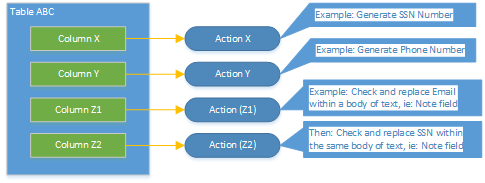 Table ABC
Column X
Action X
Example: Generate SSN Number
Column Y
Action Y
Example: Generate Phone Number
Column Z1
Action (Z1)
Example: Check and replace Email
within a body of text, ie: Note field
Column Z2
Action (Z2)
Then: Check and replace SSN within
the same body of text, ie: Note field